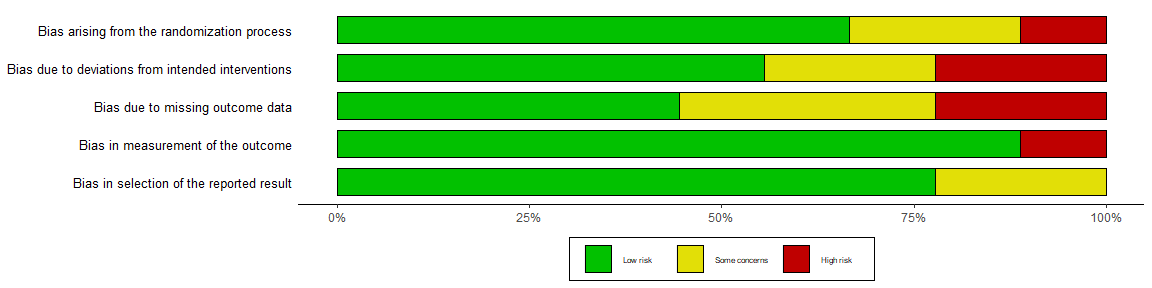 Bias arising from the randomization process
Bias due to deviations from intended interventions
Bias due to missing outcome data
Bias in measurement of the outcome
Bias in selection of the reported result
0% 25% 50% 75% 100%
Low risk Some concerns High risk